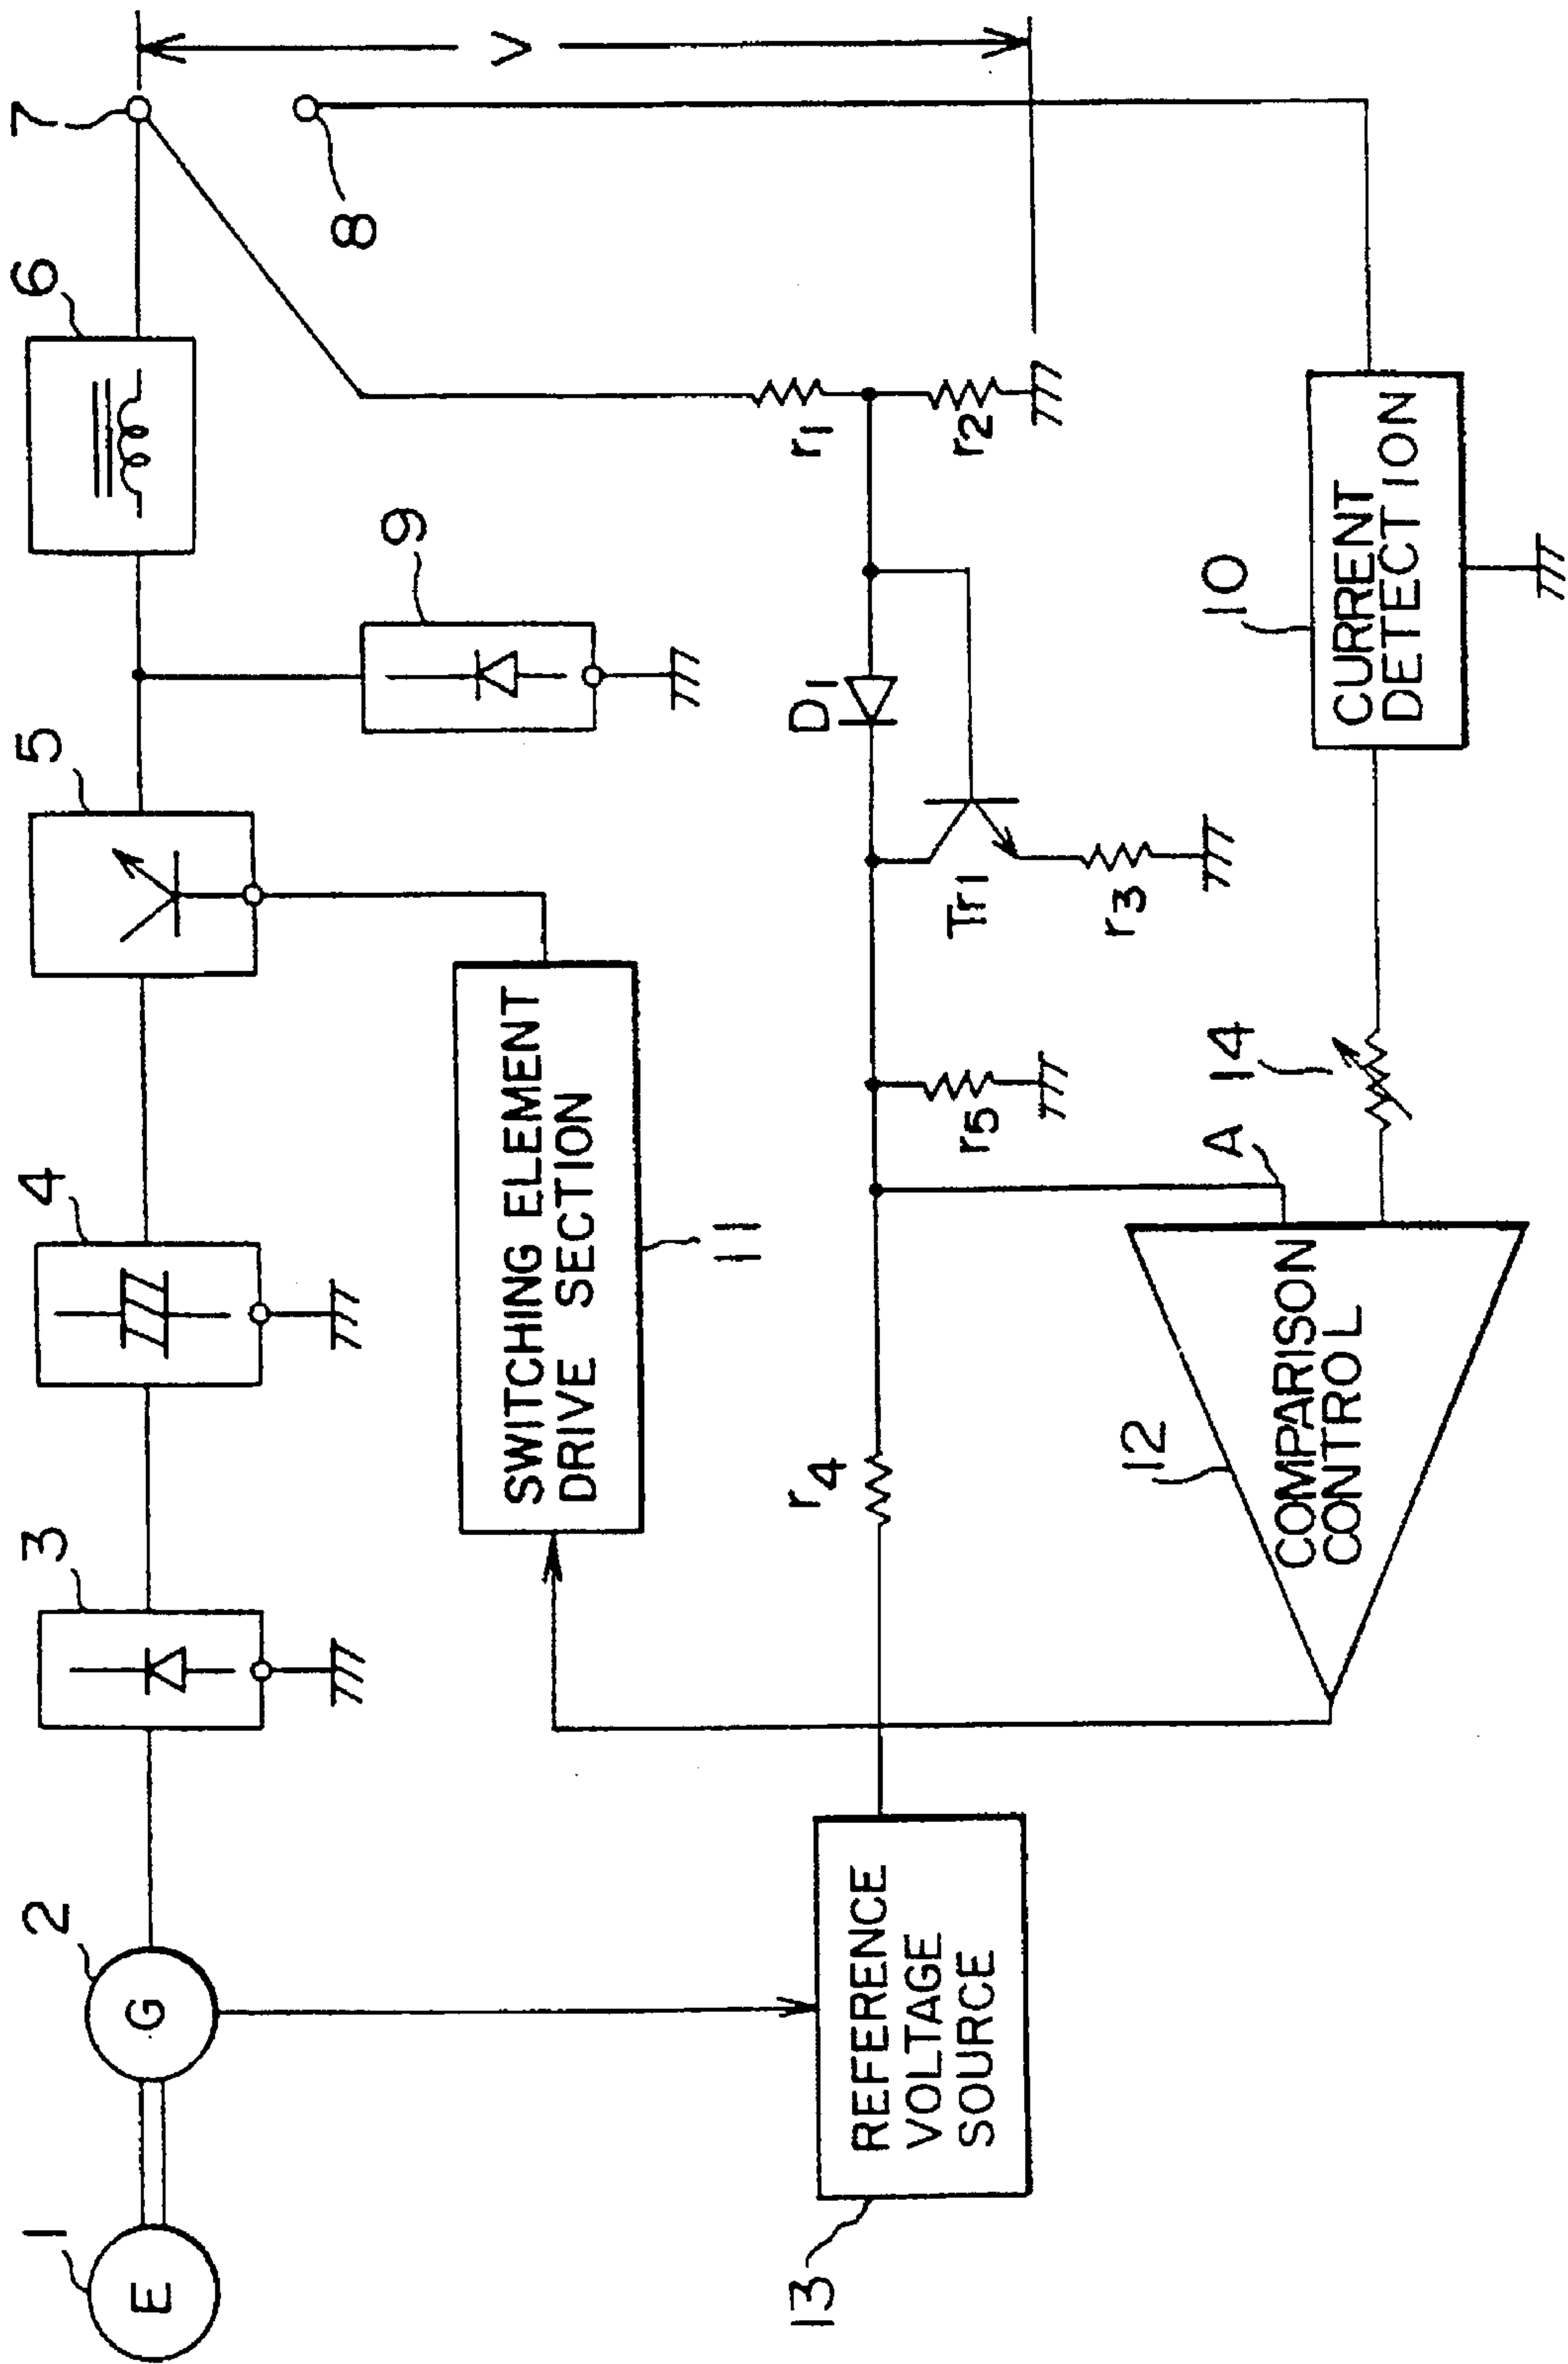 1
E
2
G
3
4
5
6
7
8
V
9
SWITCHING ELEMENT
DRIVE SECTION
11
r1
r2
D1
Tr1
r3
r4
r5
A
REFERENCE
VOLTAGE
SOURCE
13
12
COMPARISON
CONTROL
14
10
CURRENT
DETECTION